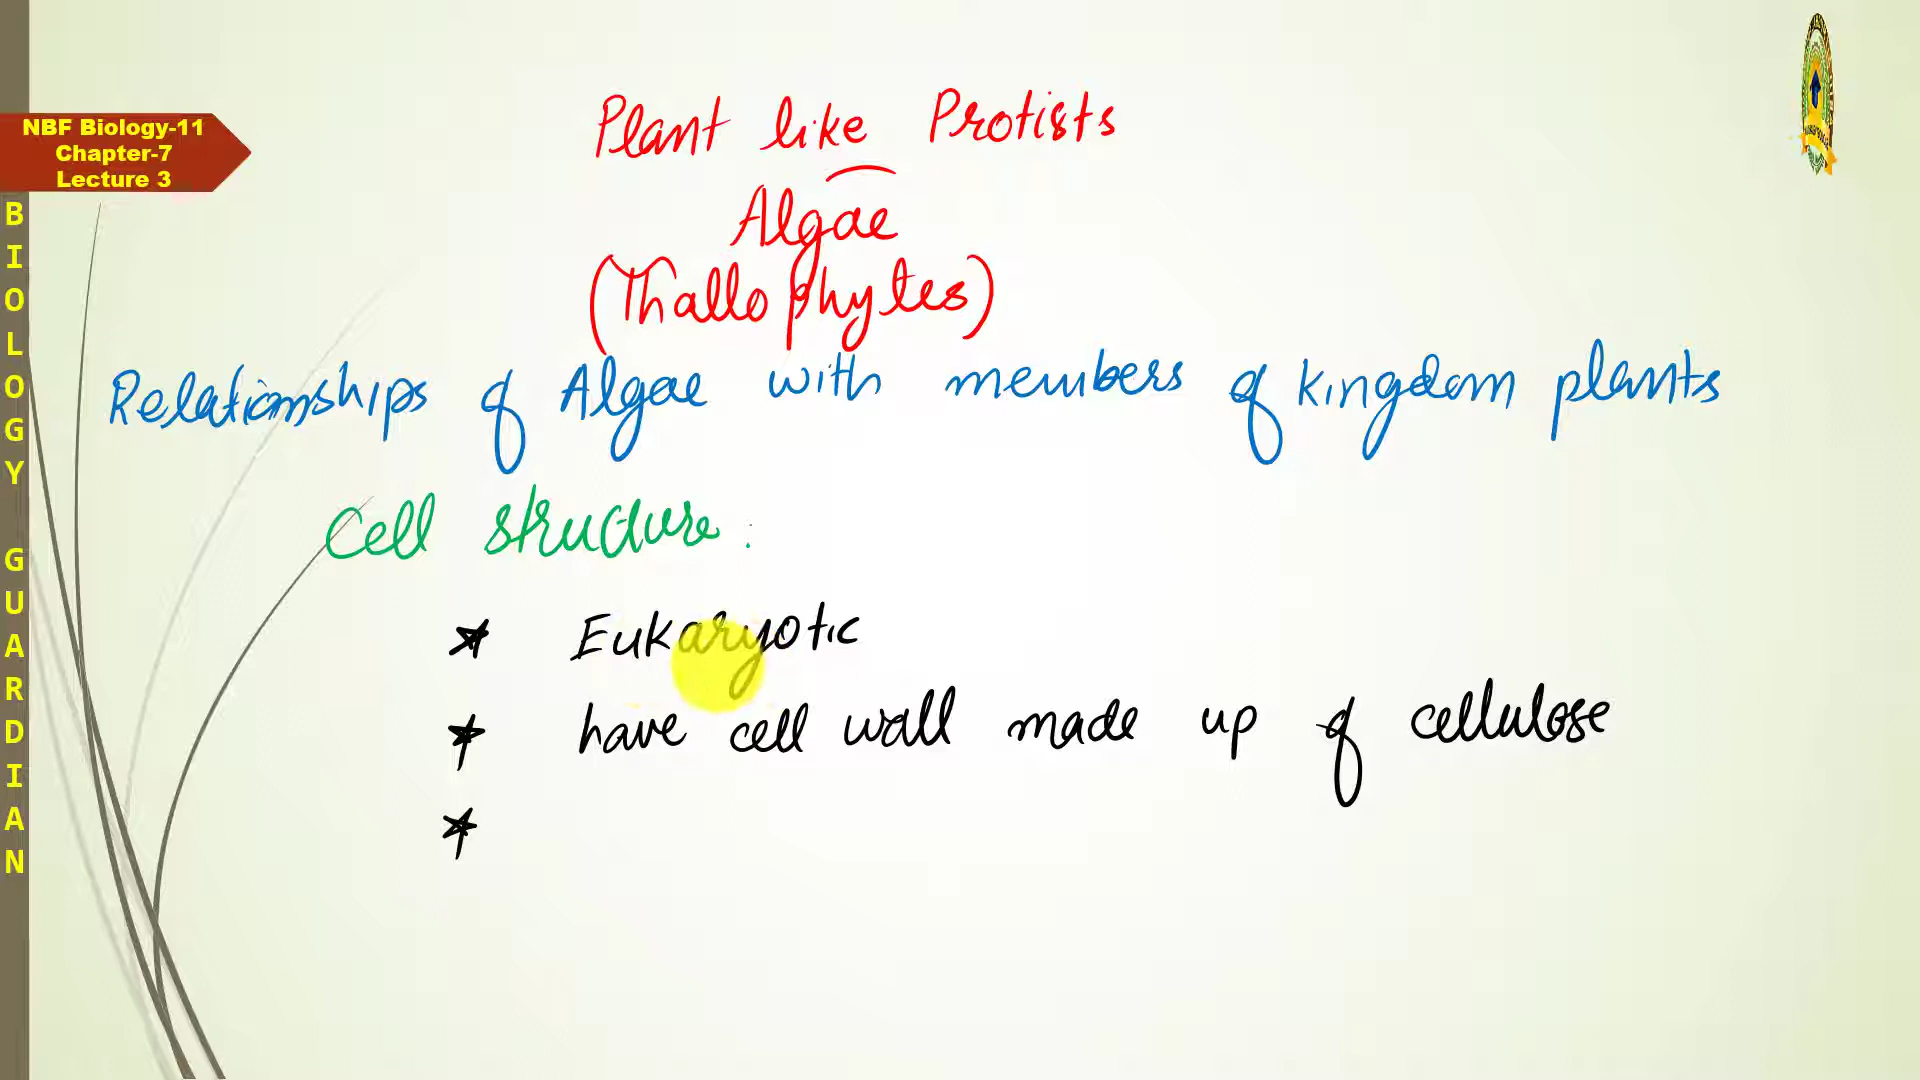 NBF Biology-11
Chapter-7
Lecture 3
BIOLOGY GUARDIAN
Plant like Protists
Algae
(Thallophytes)
Relationships of Algae with members of kingdom plants
Cell structure:
* Eukaryotic
* have cell wall made up of cellulose
*